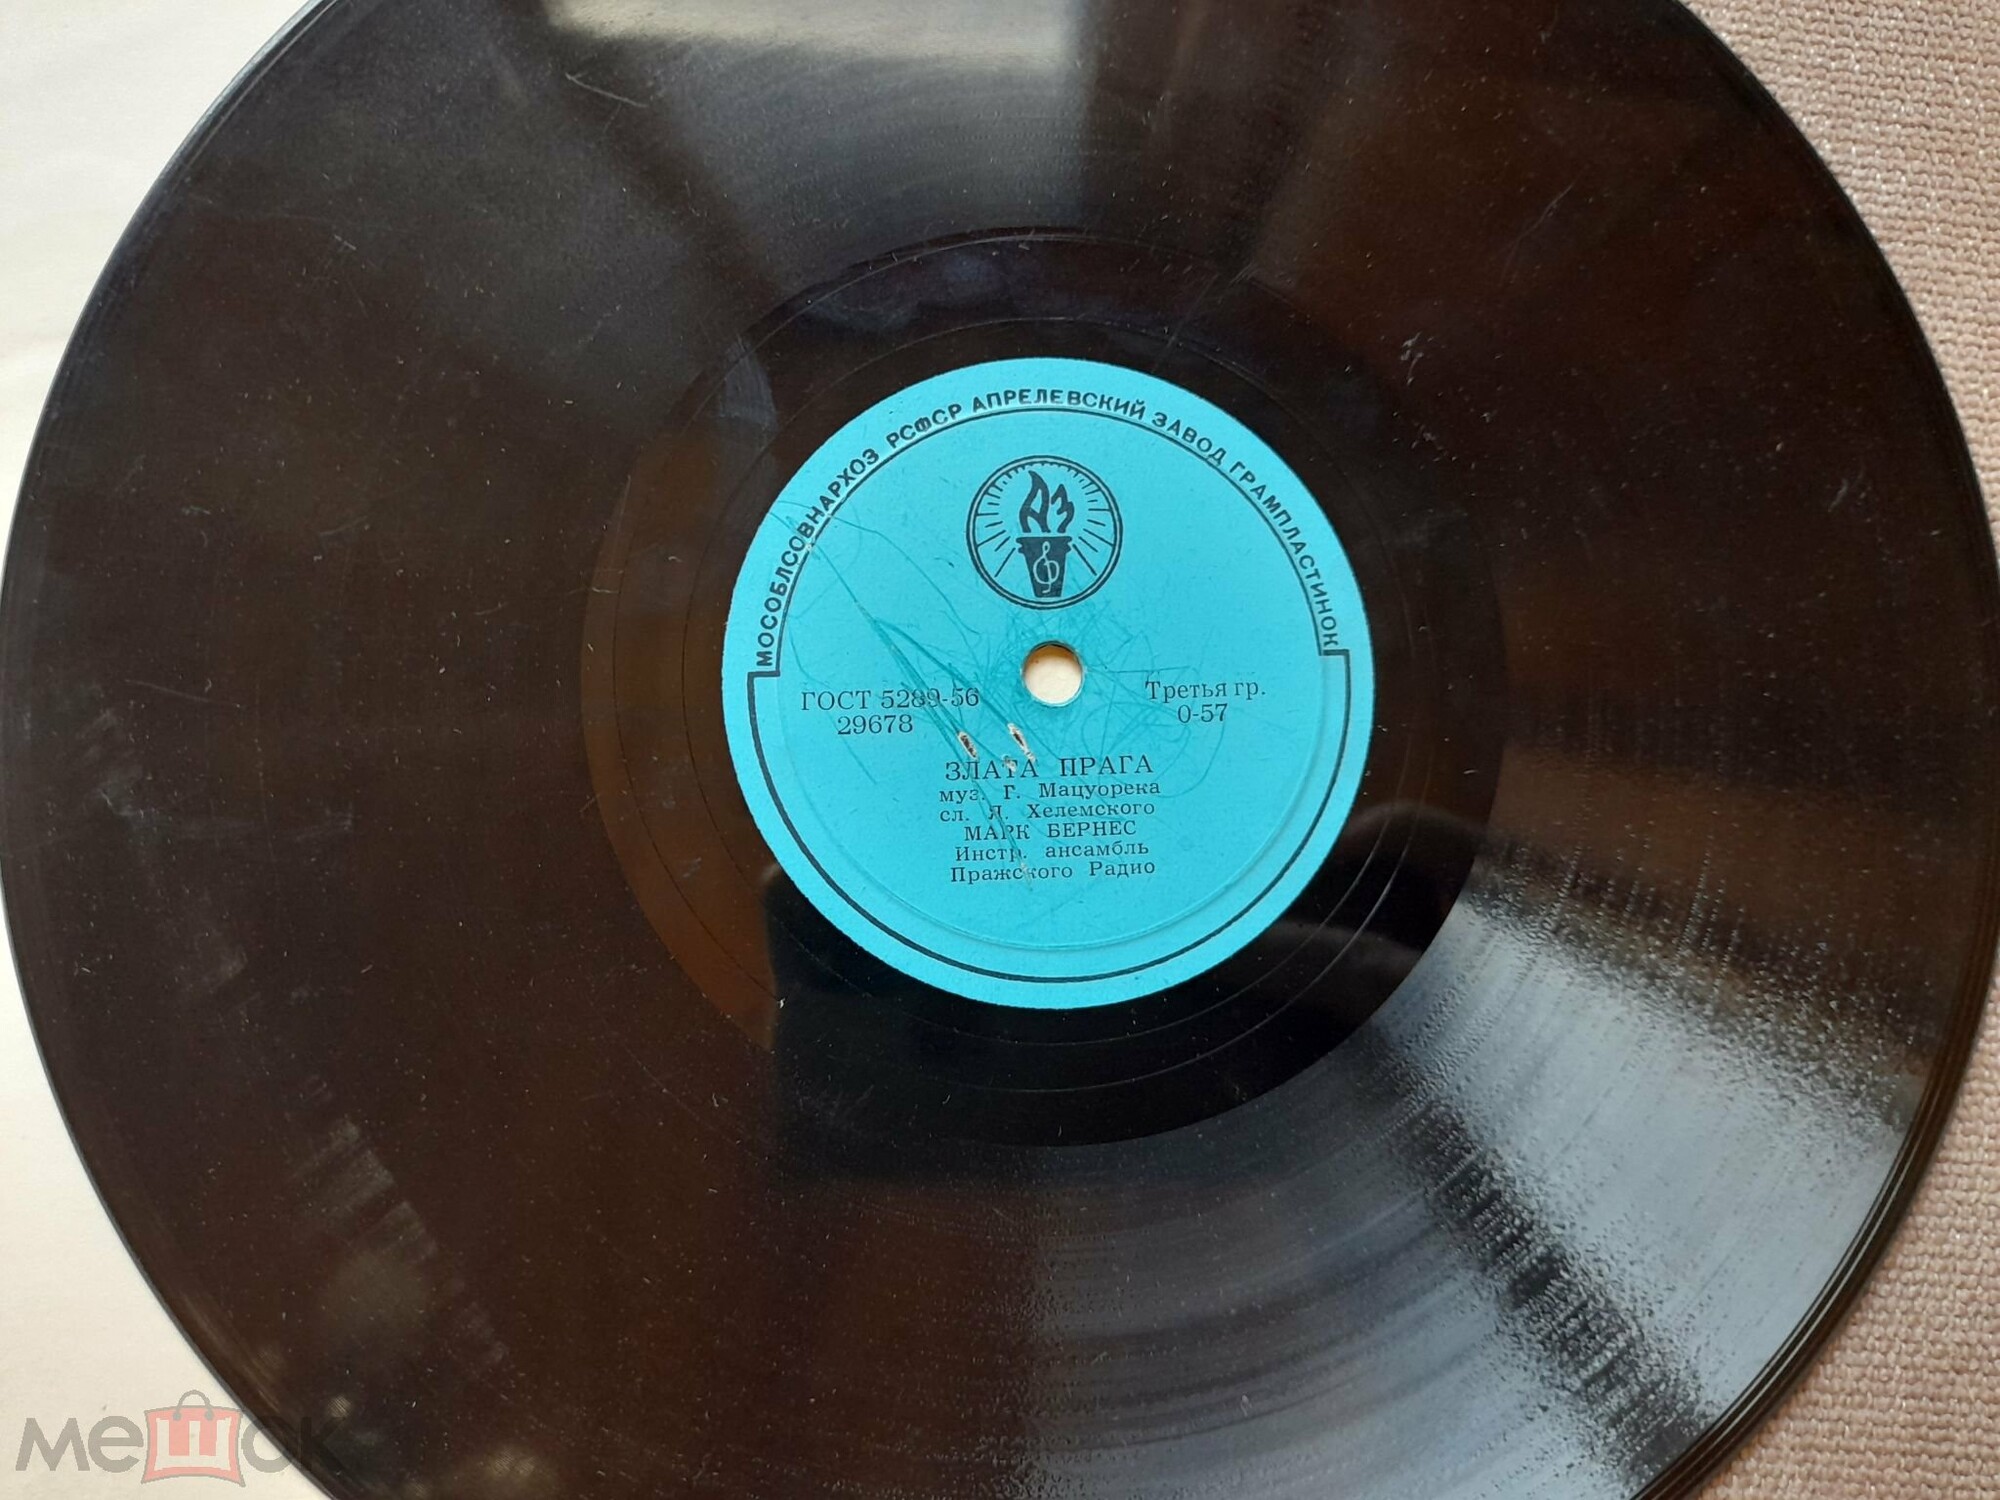 МОСОБЛСОВНАРХОЗ РСФСР АПРЕЛЕВСКИЙ ЗАВОД ГРАМПЛАСТИНОК
АЗ
ГОСТ 5289-56
29678
Третья гр.
0-57
ЗЛАТА ПРАГА
муз. Г. Мацуорека
сл. Я. Хелемского
МАРК БЕРНЕС
Инстр. ансамбль
Пражского Радио
мешок